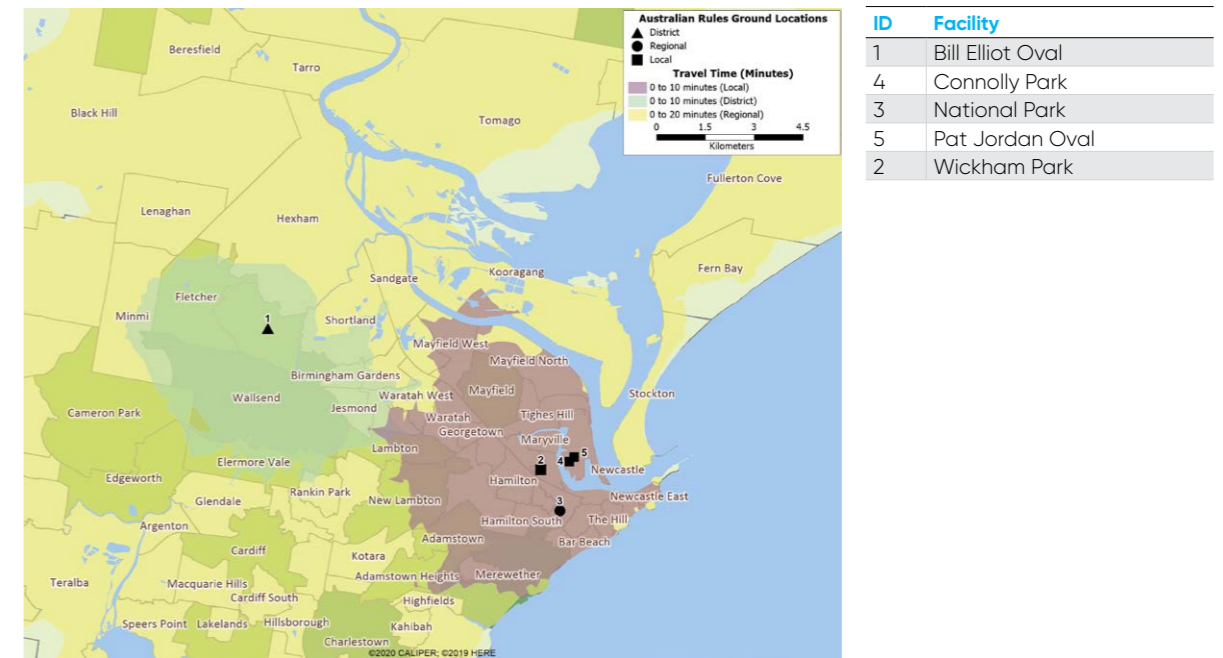 Australian Rules Ground Locations
District
Regional
Local
Travel Time (Minutes)
0 to 10 minutes (Local)
0 to 10 minutes (District)
0 to 20 minutes (Regional)
0 1.5 3 4.5
Kilometers
Beresfield
Tarro
Black Hill
Tomago
Fullerton Cove
Lenaghan
Hexham
Sandgate
Kooragang
Fern Bay
Fletcher
Minmi
1
Shortland
Mayfield West
Mayfield North
Birmingham Gardens
Wallsend
Jesmond
Waratah West
Mayfield
Stockton
Cameron Park
Waratah
Tighes Hill
Georgetown
Maryville
Lambton
2
4
5
Elermore Vale
Newcastle
Edgeworth
Hamilton
Glendale
Rankin Park
New Lambton
3
Newcastle East
Argenton
Hamilton South
The Hill
Adamstown
Bar Beach
Cardiff
Kotara
Teralba
Macquarie Hills
Adamstown Heights
Merewether
Cardiff South
Highfields
Speers Point
Lakelands
Hillsborough
Kahibah
Charlestown
©2020 CALIPER; ©2019 HERE
ID Facility
1 Bill Elliot Oval
4 Connolly Park
3 National Park
5 Pat Jordan Oval
2 Wickham Park